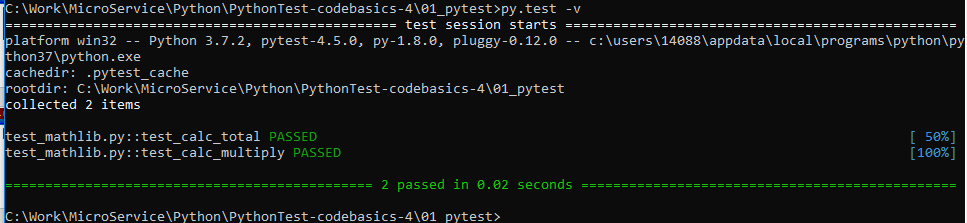 C:\Work\MicroService\Python\PythonTest-codebasics-4\01_pytest>py.test -v
============================================= test session starts =============================================
platform win32 -- Python 3.7.2, pytest-4.5.0, py-1.8.0, pluggy-0.12.0 -- c:\users\14088\appdata\local\programs\python\py
thon37\python.exe
cachedir: .pytest_cache
rootdir: C:\Work\MicroService\Python\PythonTest-codebasics-4\01_pytest
collected 2 items
test_mathlib.py::test_calc_total PASSED [ 50%]
test_mathlib.py::test_calc_multiply PASSED [100%]
============================================== 2 passed in 0.02 seconds ===============================================
C:\Work\MicroService\Python\PythonTest-codebasics-4\01_pytest>